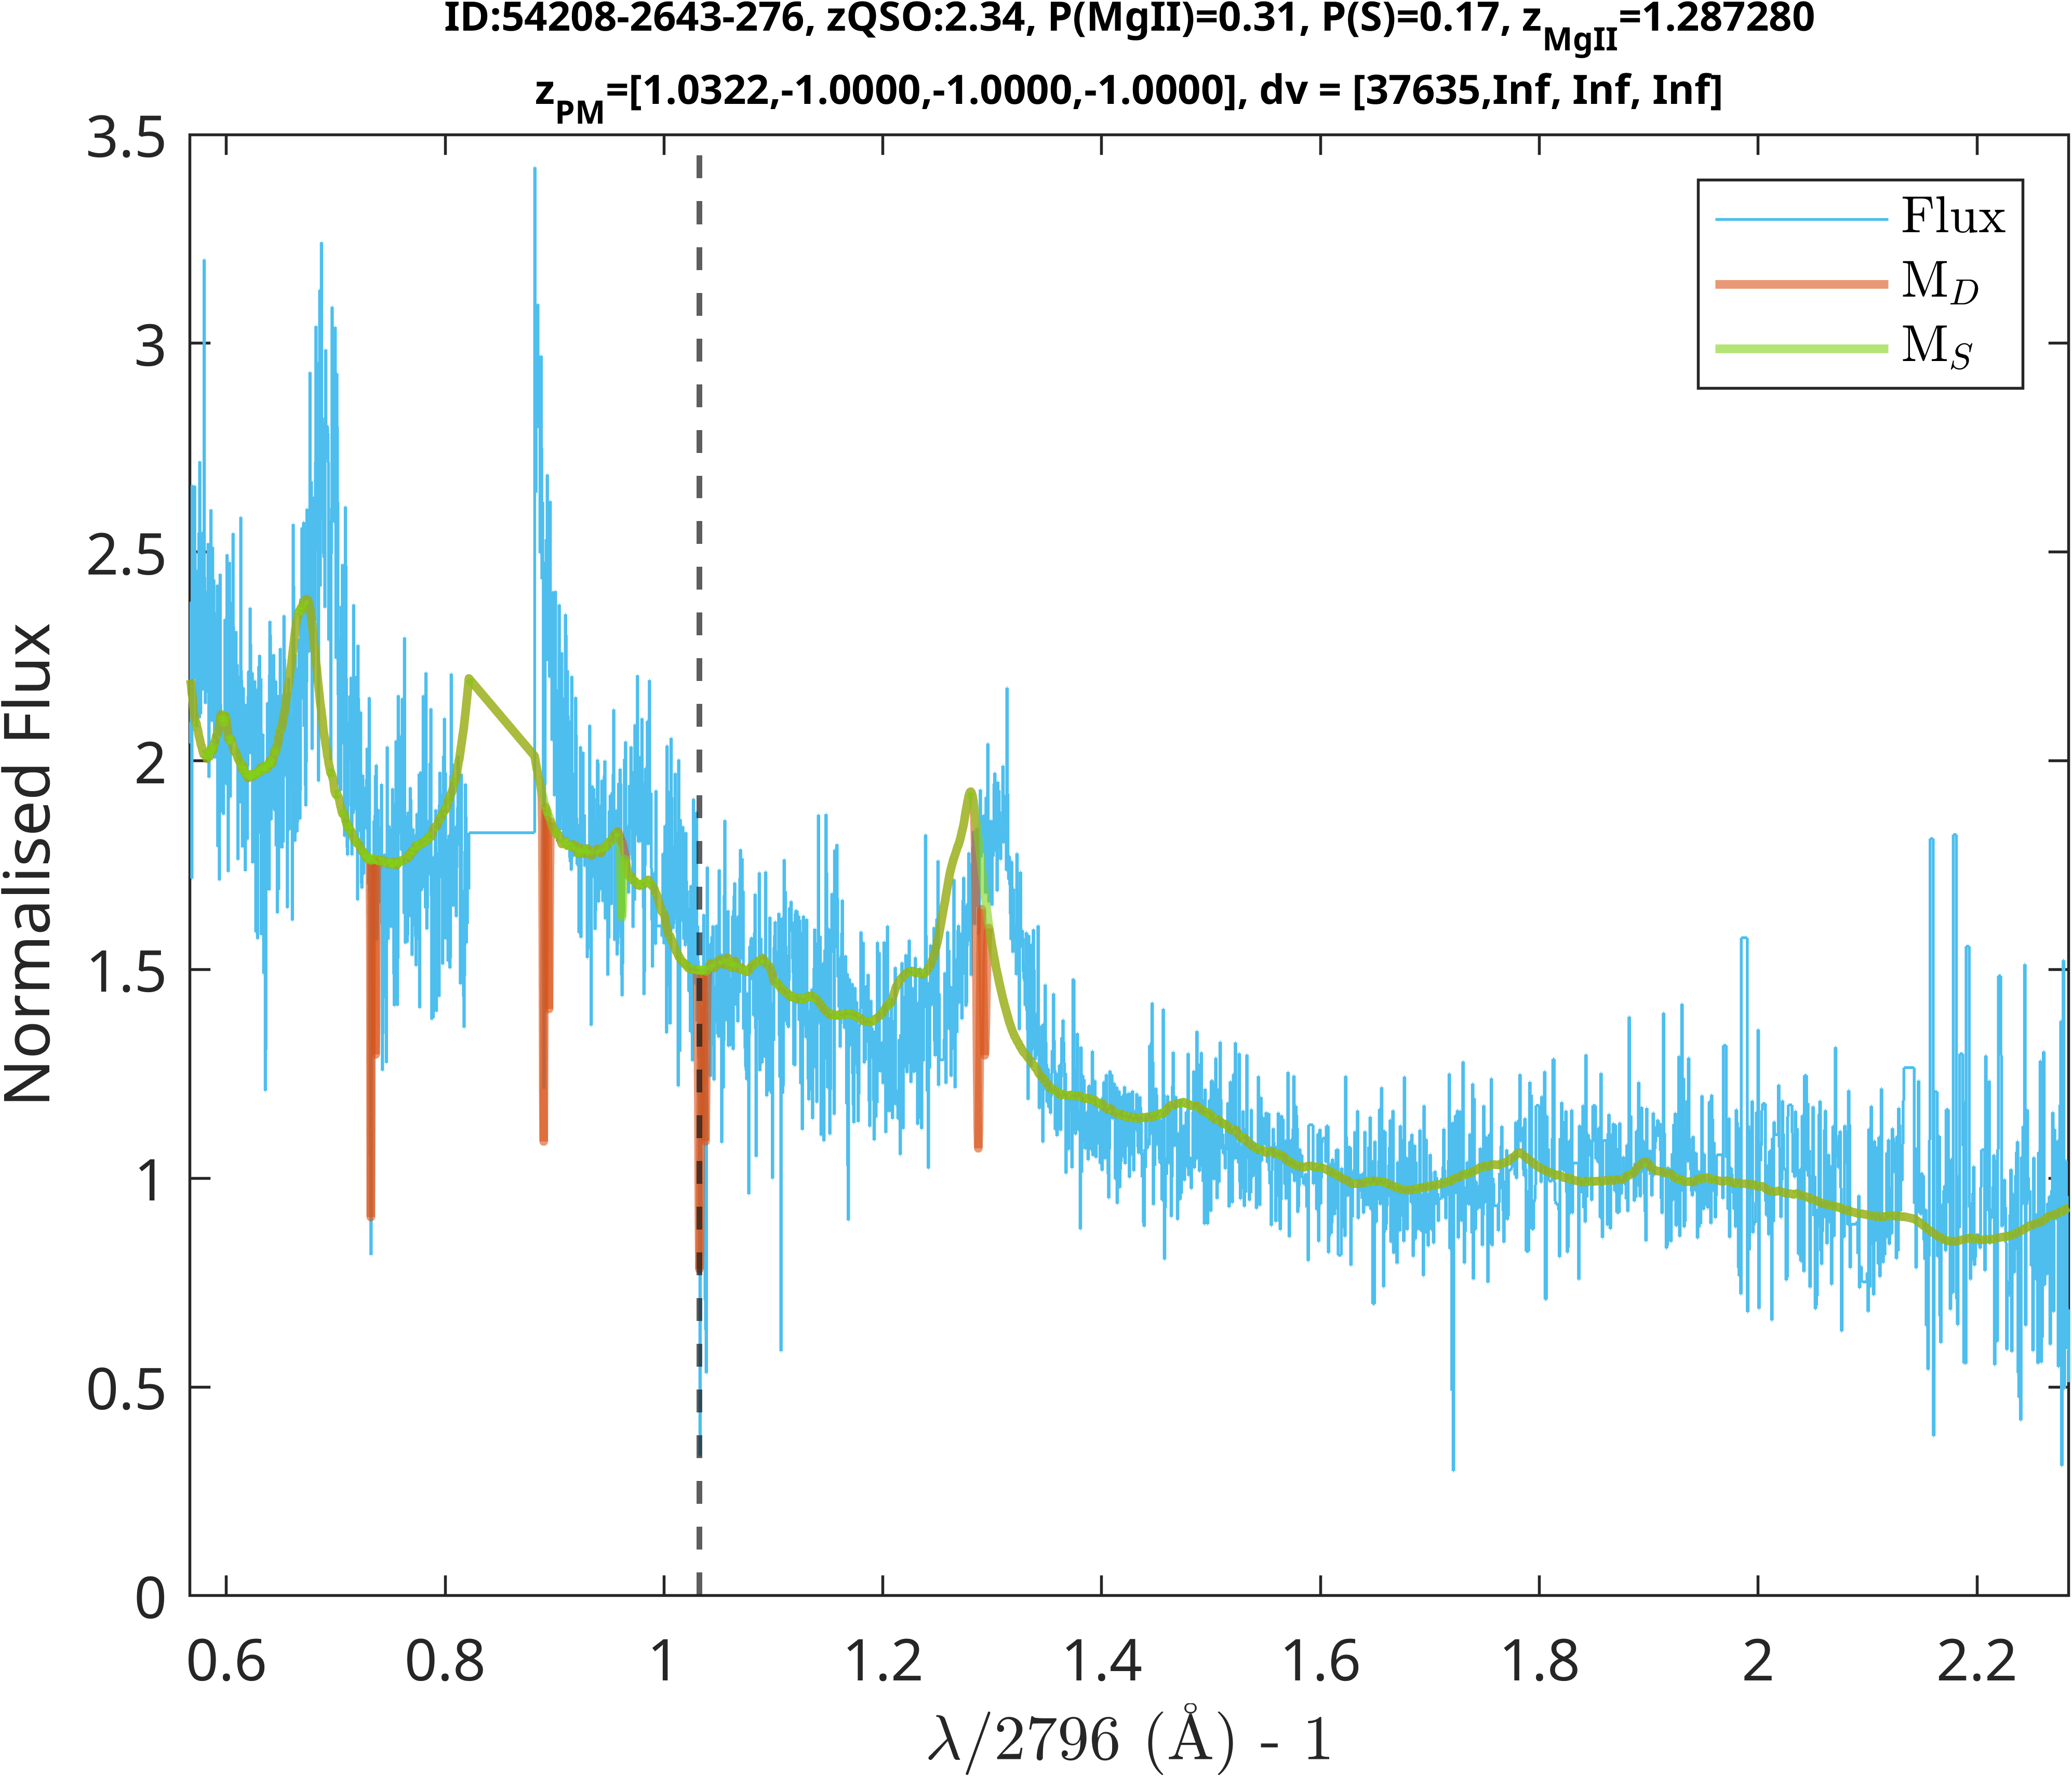 ID:54208-2643-276, zQSO:2.34, P(MgII)=0.31, P(S)=0.17, zMgII=1.287280
zPM=[1.0322,-1.0000,-1.0000,-1.0000], dv = [37635,Inf, Inf, Inf]
3.5
3
2.5
2
1.5
1
0.5
0
Normalised Flux
Flux
MD
MS
0.6
0.8
1
1.2
1.4
1.6
1.8
2
2.2
λ/2796 (Å) - 1